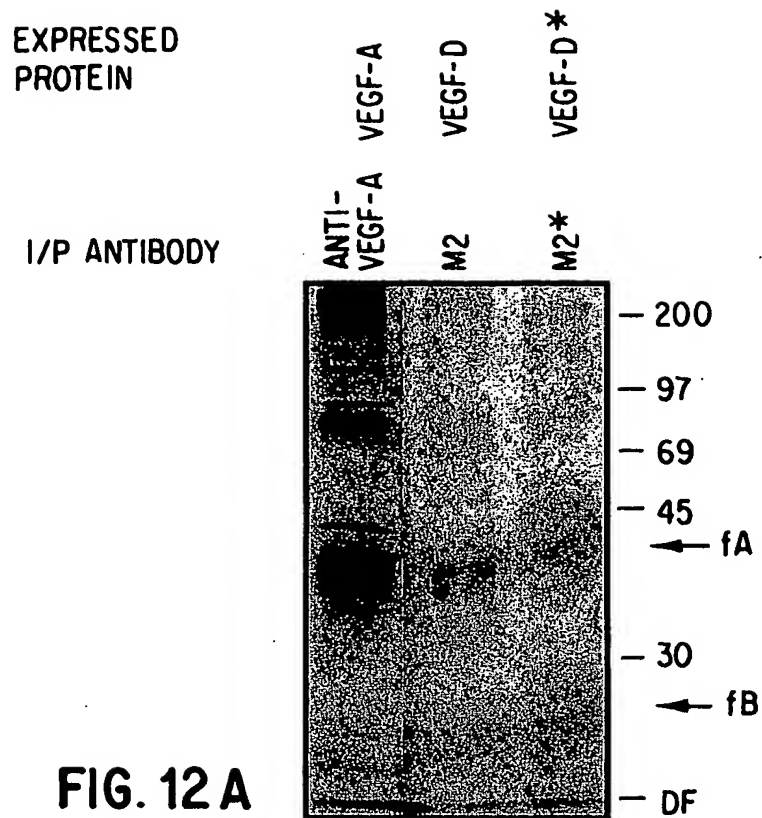 EXPRESSED
PROTEIN
VEGF-A
VEGF-D
VEGF-D*
I/P ANTIBODY
ANTI-
VEGF-A
M2
M2*
200
97
69
45
fA
30
fB
DF
FIG. 12A